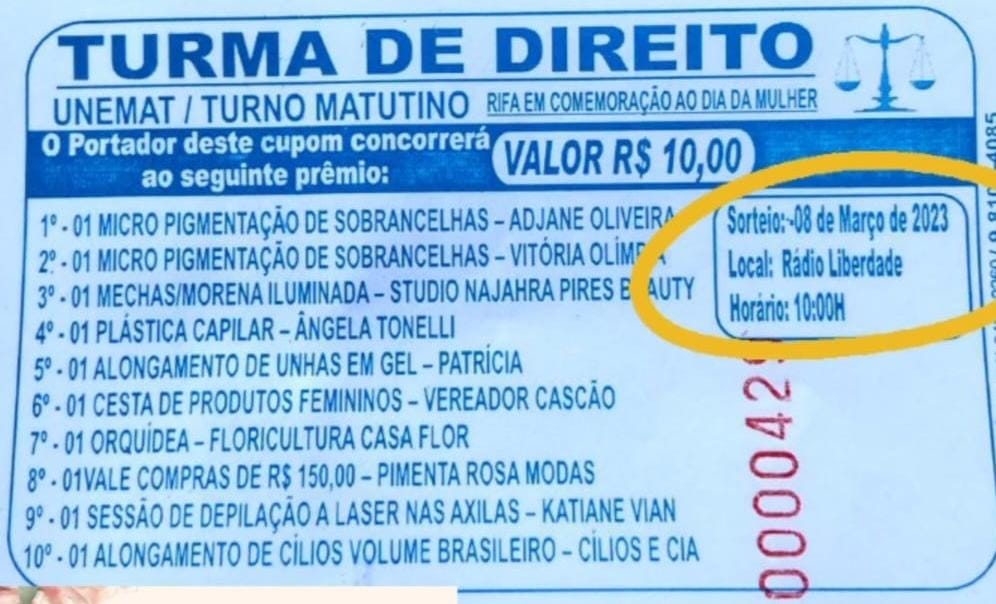 TURMA DE DIREITO
UNEMAT / TURNO MATUTINO RIFA EM COMEMORAÇÃO AO DIA DA MULHER
O Portador deste cupom concorrerá
ao seguinte prêmio:
VALOR R$ 10,00
1º - 01 MICRO PIGMENTAÇÃO DE SOBRANCELHAS – ADJANE OLIVEIRA
2º - 01 MICRO PIGMENTAÇÃO DE SOBRANCELHAS – VITÓRIA
3º - 01 MECHAS/MORENA ILUMINADA – STUDIO NAJAHRA PIRES BEAUTY
4º - 01 PLÁSTICA CAPILAR – ÂNGELA TONELLI
5º - 01 ALONGAMENTO DE UNHAS EM GEL – PATRÍCIA
6º - 01 CESTA DE PRODUTOS FEMININOS – VEREADOR CASCÃO
7º - 01 ORQUÍDEA – FLORICULTURA CASA FLOR
8º - 01VALE COMPRAS DE R$ 150,00 – PIMENTA ROSA MODAS
9º - 01 SESSÃO DE DEPILAÇÃO A LASER NAS AXILAS – KATIANE VIAN
10º - 01 ALONGAMENTO DE CÍLIOS VOLUME BRASILEIRO – CÍLIOS E CIA
Sorteio:-08 de Março de 2023
Local: Rádio Liberdade
Horário: 10:00H